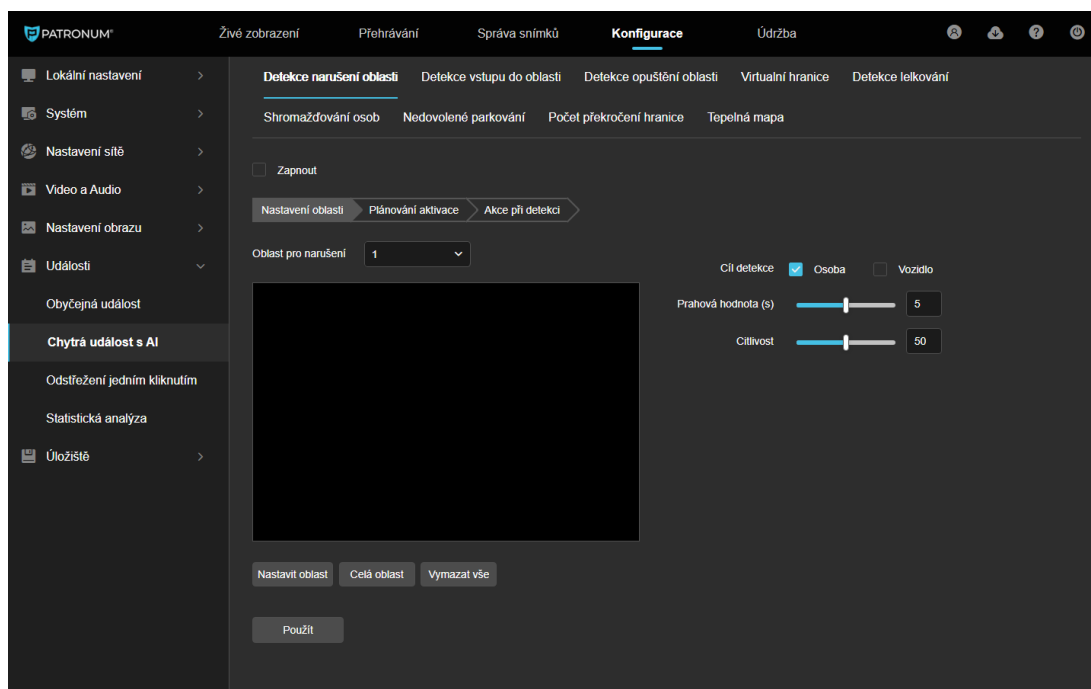 PATRONUM®
Živé zobrazení Přehrávání Správa snímků Konfigurace Údržba
Lokální nastavení
Systém
Nastavení sítě
Video a Audio
Nastavení obrazu
Události
Obyčejná událost
Chytrá událost s AI
Odstřežení jedním kliknutím
Statistická analýza
Úložiště
Detekce narušení oblasti Detekce vstupu do oblasti Detekce opuštění oblasti Virtualní hranice Detekce lelkování
Shromažďování osob Nedovolené parkování Počet překročení hranice Tepelná mapa
Zapnout
Nastavení oblasti Plánování aktivace Akce při detekci
Oblast pro narušení 1
Cíl detekce Osoba Vozidlo
Prahová hodnota (s) 5
Citlivost 50
Nastavit oblast Celá oblast Vymazat vše
Použít